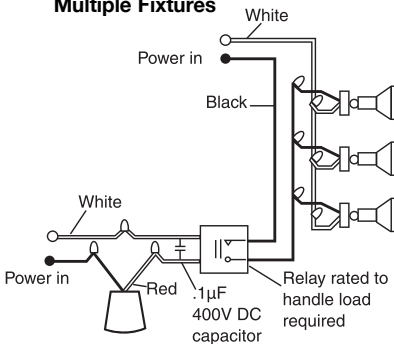 Multiple Fixtures
White
Power in
Black
White
Power in
Red
.1µF
400V DC
capacitor
Relay rated to
handle load
required